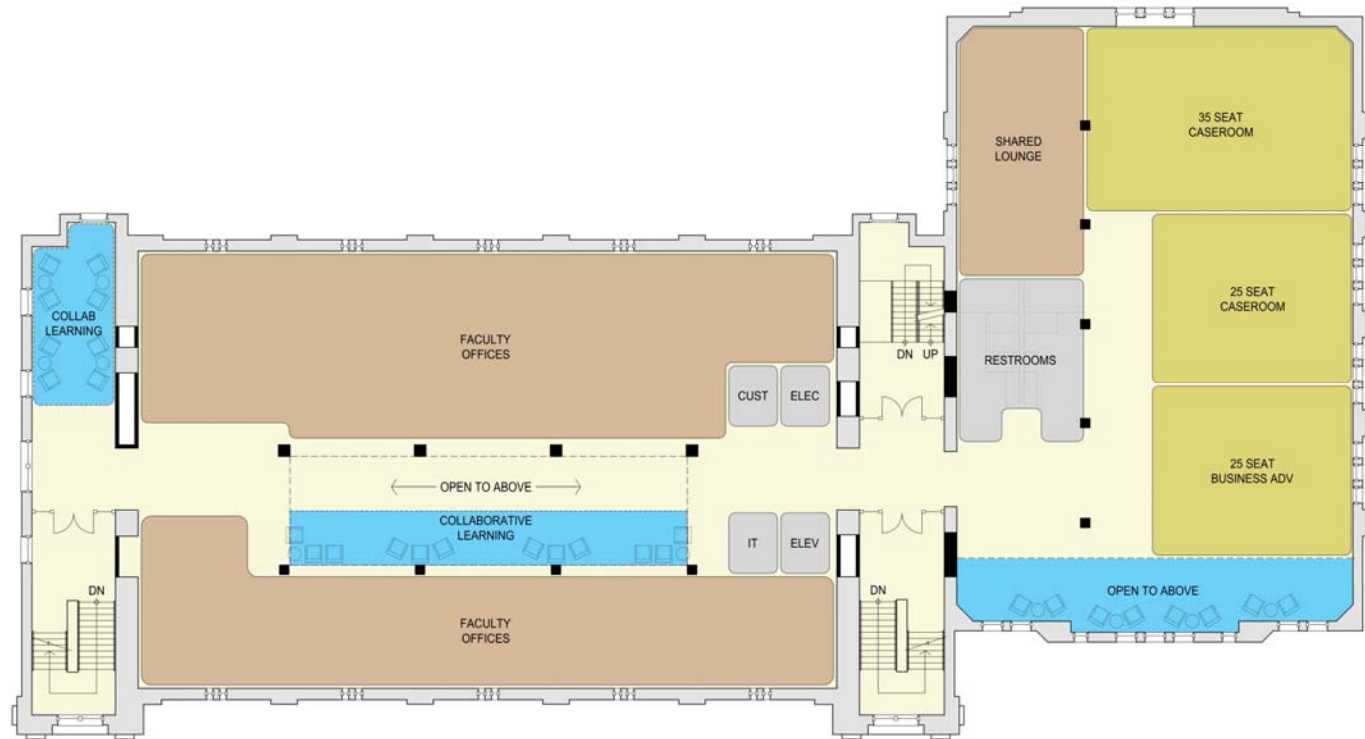 35 SEAT
CASEROOM
SHARED
LOUNGE
COLLAB
LEARNING
25 SEAT
CASEROOM
FACULTY
OFFICES
DN UP
RESTROOMS
CUST
ELEC
25 SEAT
BUSINESS ADV
OPEN TO ABOVE
COLLABORATIVE
LEARNING
IT
ELEV
DN
DN
OPEN TO ABOVE
FACULTY
OFFICES